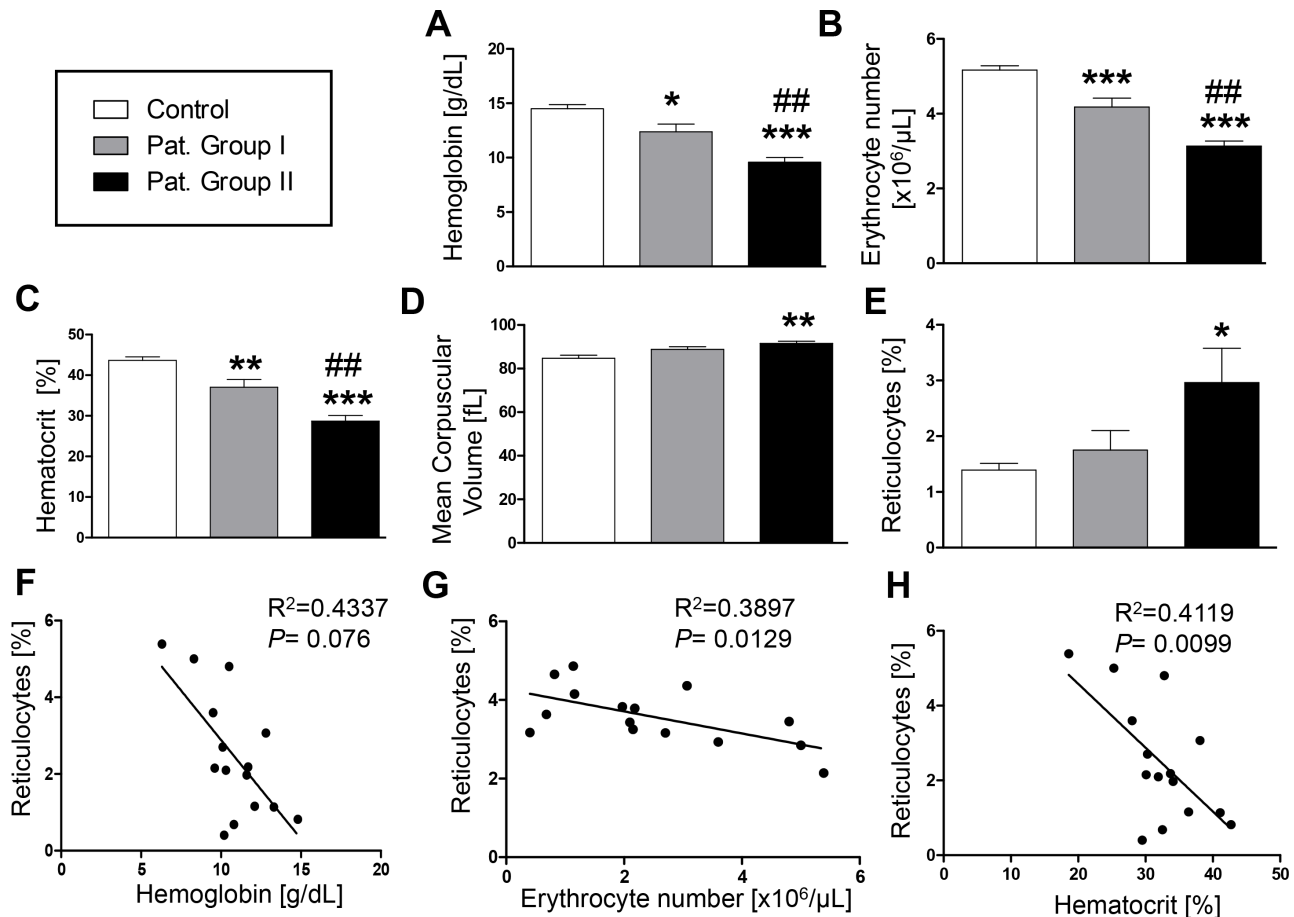 Control
Pat. Group I
Pat. Group II
A
Hemoglobin [g/dL]
20
15
10
5
0
*
##
***
B
Erythrocyte number
[x10⁶/µL]
6
4
2
0
***
##
***
C
Hematocrit [%]
50
40
30
20
10
0
**
##
***
D
Mean Corpuscular
Volume [fL]
100
80
60
40
20
0
**
E
Reticulocytes [%]
4
3
2
1
0
*
F
R²=0.4337
P= 0.076
Reticulocytes [%]
6
4
2
0
0 5 10 15 20
Hemoglobin [g/dL]
G
R²=0.3897
P= 0.0129
Reticulocytes [%]
6
4
2
0
0 2 4 6
Erythrocyte number [x10⁶/µL]
H
R²=0.4119
P= 0.0099
Reticulocytes [%]
6
4
2
0
0 10 20 30 40 50
Hematocrit [%]